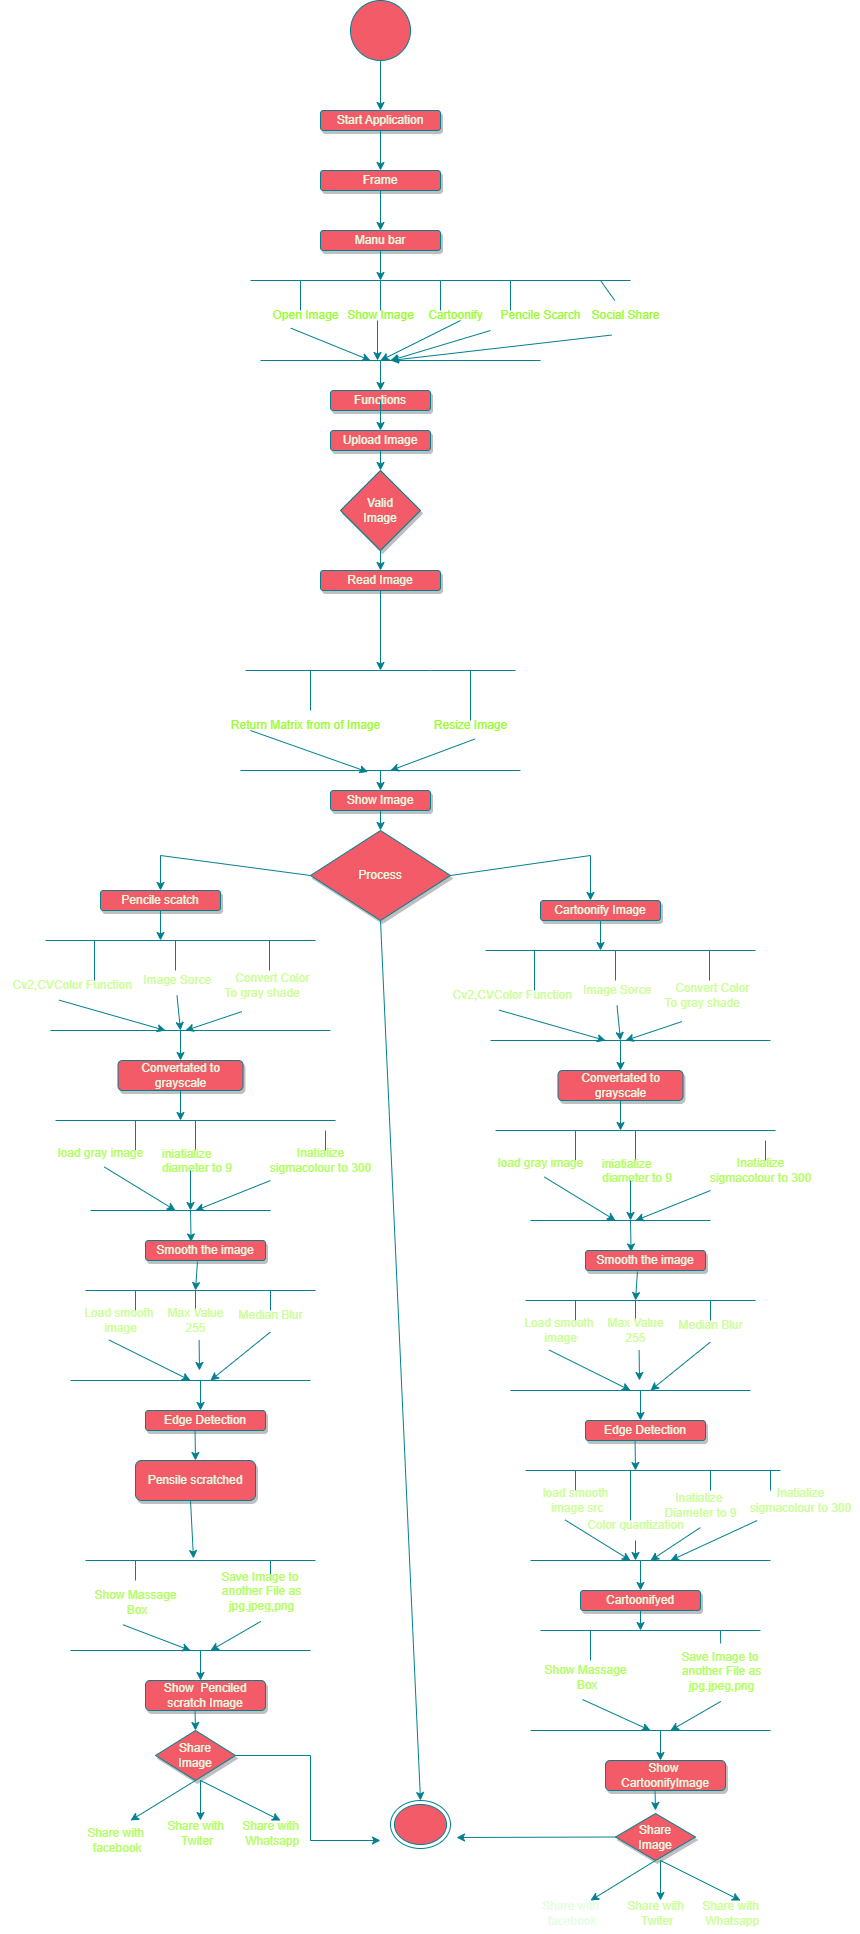 Start Application
Frame
Manu bar
Open Image
Show Image
Cartoonify
Pencile Scarch
Social Share
Functions
Upload Image
Valid
Image
Read Image
Return Matrix from of Image
Resize Image
Show Image
Process
Pencile scatch
Cv2,CVColor Function
Image Sorce
Convert Color
To gray shade
Convertated to
grayscale
load gray image
iniatialize
diameter to 9
Inatialize
sigmacolour to 300
Smooth the image
Load smooth
image
Max Value
255
Median Blur
Edge Detection
Pensile scratched
Show Massage
Box
Save Image to
another File as
jpg.jpeg,png
Show  Penciled
scratch Image
Share
Image
Share with
facebook
Share with
Twiter
Share with
Whatsapp
Cartoonify Image
Cv2,CVColor Function
Image Sorce
Convert Color
To gray shade
Convertated to
grayscale
load gray image
iniatialize
diameter to 9
Inatialize
sigmacolour to 300
Smooth the image
Load smooth
image
Max Value
255
Median Blur
Edge Detection
load smooth
image src
Color quantization
Inatialize
Diameter to 9
Inatialize
sigmacolour to 300
Cartoonifyed
Show Massage
Box
Save Image to
another File as
jpg.jpeg,png
Show
CartoonifyImage
Share
Image
Share with
facebook
Share with
Twiter
Share with
Whatsapp